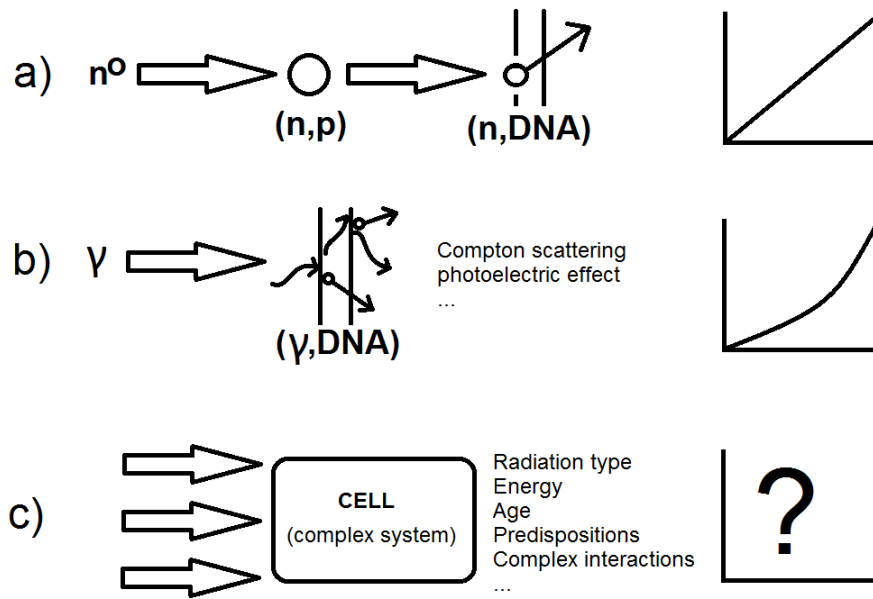 a) nº
(n,p) (n,DNA)
b) γ
Compton scattering
photoelectric effect
...
(γ,DNA)
c)
CELL
(complex system)
Radiation type
Energy
Age
Predispositions
Complex interactions
...
?